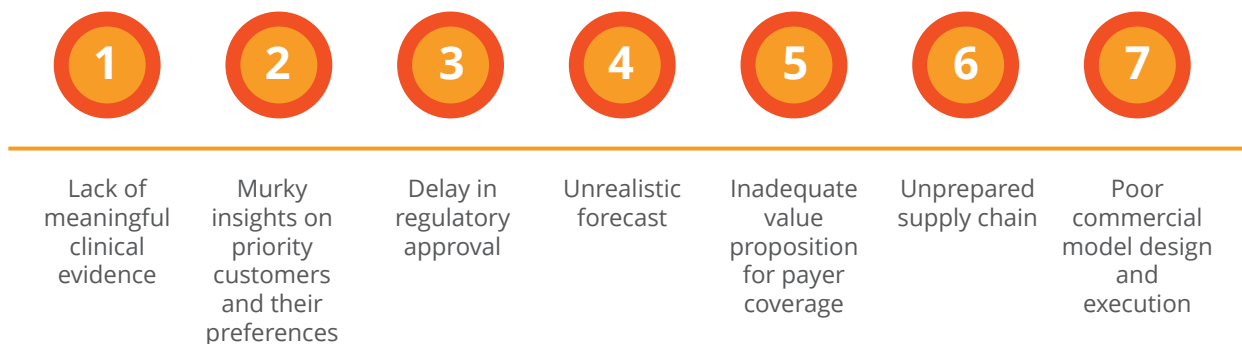 1
2
3
4
5
6
7
Lack of
meaningful
clinical
evidence
Murky
insights on
priority
customers
and their
preferences
Delay in
regulatory
approval
Unrealistic
forecast
Inadequate
value
proposition
for payer
coverage
Unprepared
supply chain
Poor
commercial
model design
and
execution